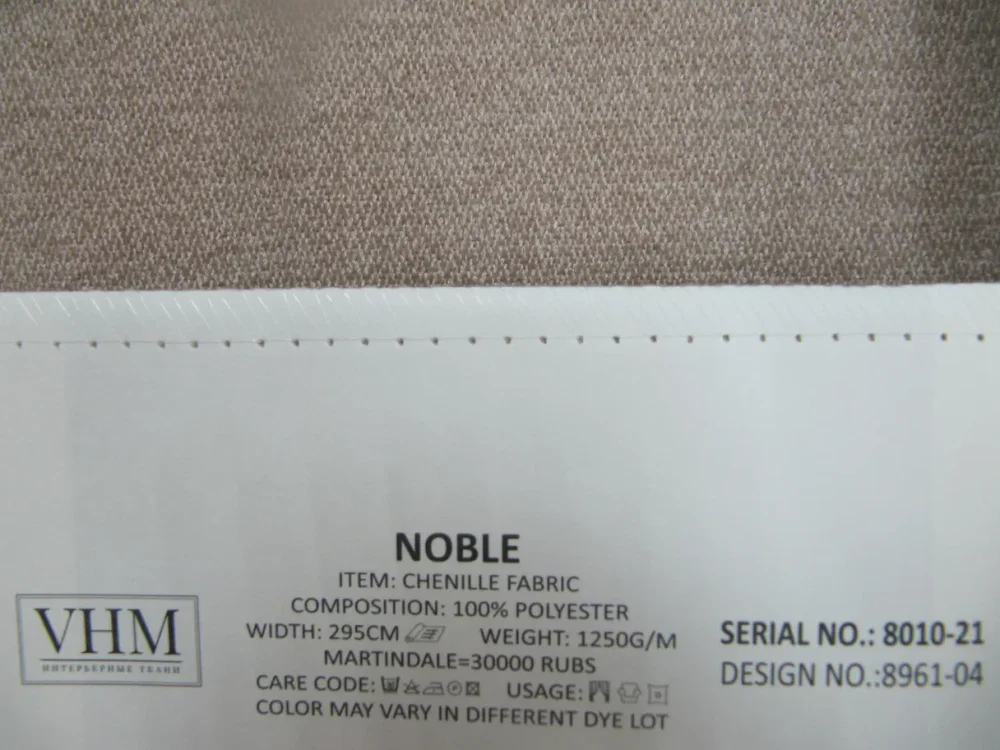 NOBLE
ITEM: CHENILLE FABRIC
COMPOSITION: 100% POLYESTER
WIDTH: 295CM WEIGHT: 1250G/M
MARTINDALE=30000 RUBS
CARE CODE: USAGE:
COLOR MAY VARY IN DIFFERENT DYE LOT
VHM
ИНТЕРЬЕРНЫЕ ТКАНИ
SERIAL NO.: 8010-21
DESIGN NO.:8961-04